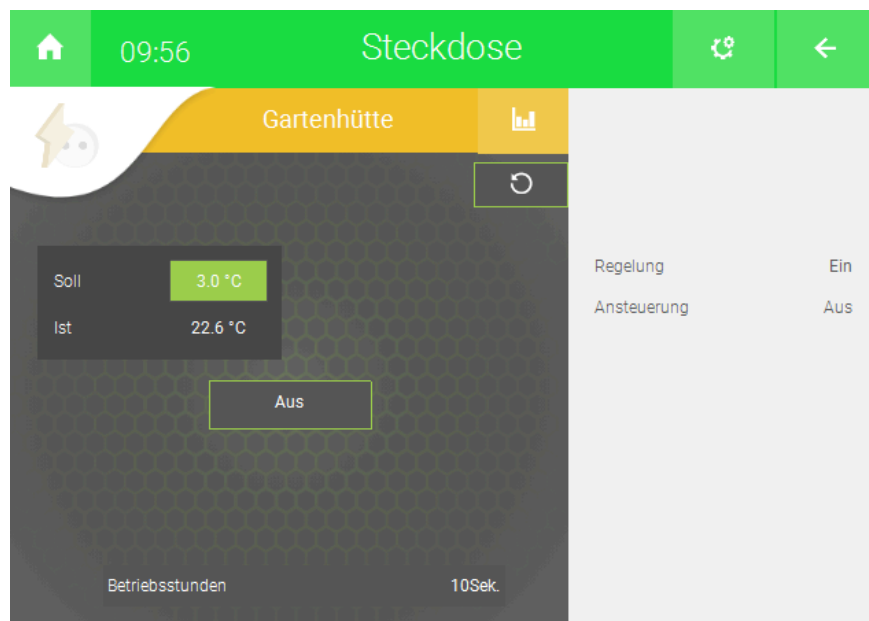 09:56 Steckdose
Gartenhütte
Soll 3.0 °C
Ist 22.6 °C
Aus
Betriebsstunden 10Sek.
Regelung Ein
Ansteuerung Aus